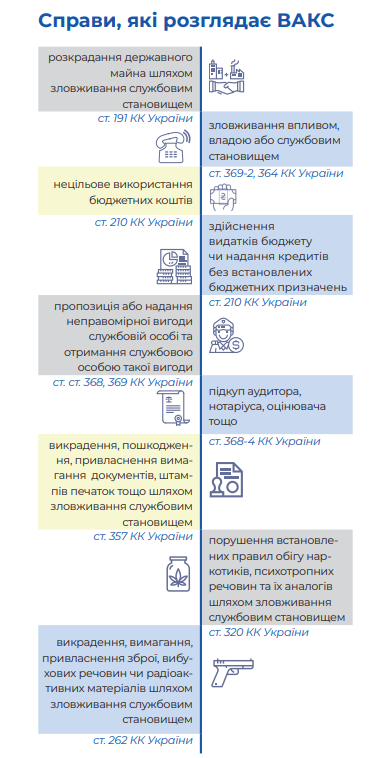 Справи, які розглядає ВАКС
розкрадання державного
майна шляхом
зловживання службовим
становищем
ст. 191 КК України
зловживання впливом,
владою або службовим
становищем
ст. 369-2, 364 КК України
нецільове використання
бюджетних коштів
ст. 210 КК України
здійснення
видатків бюджету
чи надання кредитів
без встановлених
бюджетних призначень
ст. 210 КК України
пропозиція або надання
неправомірної вигоди
службовій особі та
отримання службовою
особою такої вигоди
ст. ст. 368, 369 КК України
підкуп аудитора,
нотаріуса, оцінювача
тощо
ст. 368-4 КК України
викрадення, пошкоджен-
ня, привласнення вима-
гання документів, штам-
пів печаток тощо шляхом
зловживання службовим
становищем
ст. 357 КК України
порушення встановле-
них правил обігу нар-
котиків, психотропних
речовин та їх аналогів
шляхом зловживання
службовим становищем
ст. 320 КК України
викрадення, вимагання,
привласнення зброї, вибу-
хових речовин чи радіоак-
тивних матеріалів шляхом
зловживання службовим
становищем
ст. 262 КК України